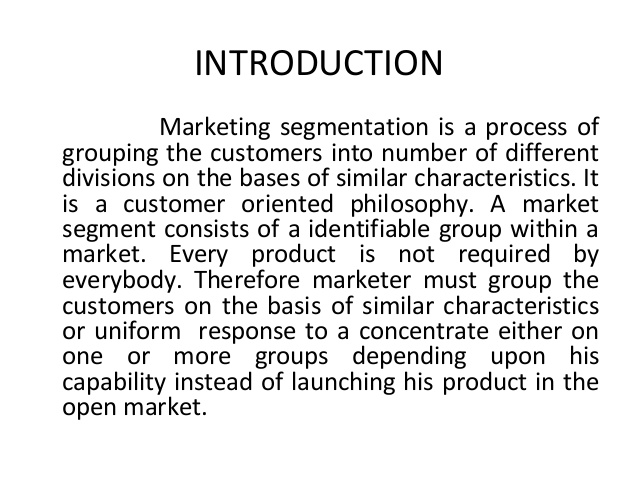 INTRODUCTION
Marketing segmentation is a process of
grouping the customers into number of different
divisions on the bases of similar characteristics. It
is a customer oriented philosophy. A market
segment consists of a identifiable group within a
market. Every product is not required by
everybody. Therefore marketer must group the
customers on the basis of similar characteristics
or uniform response to a concentrate either on
one or more groups depending upon his
capability instead of launching his product in the
open market.